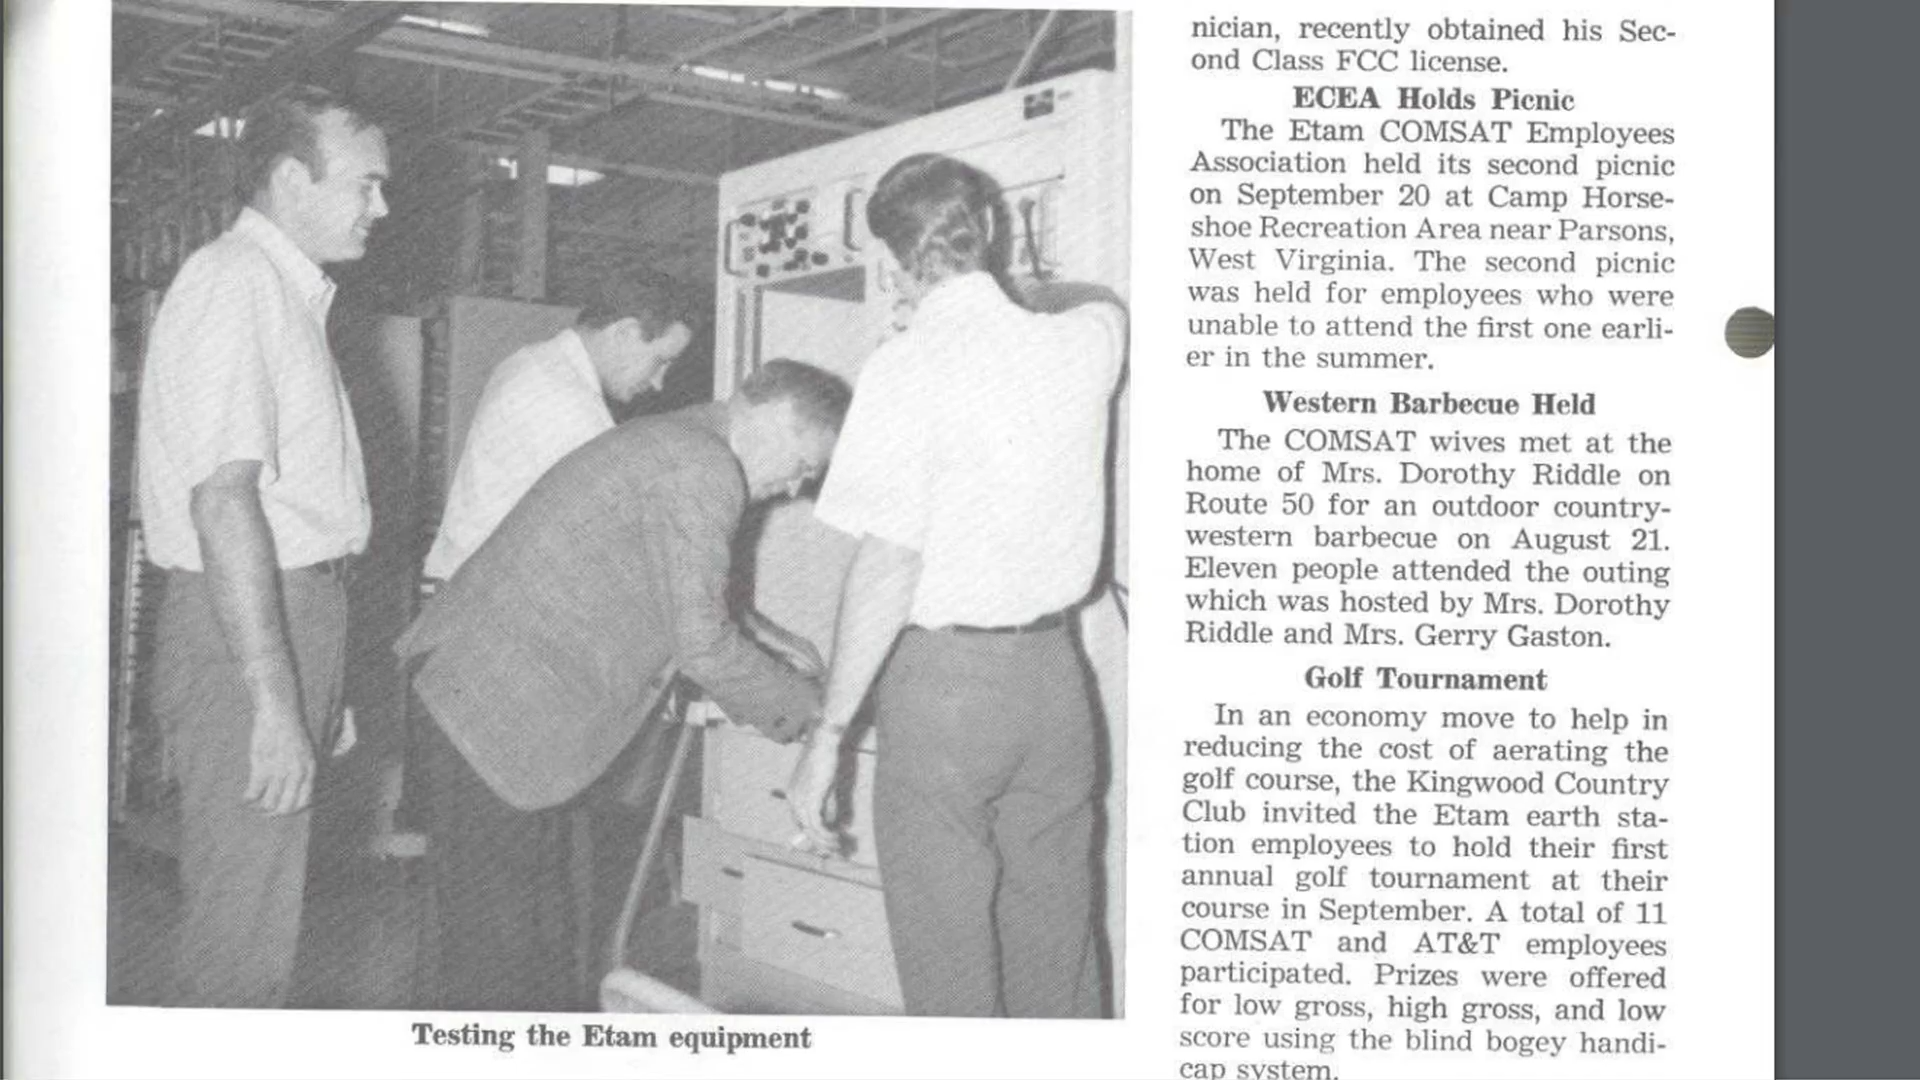 Testing the Etam equipment
nician, recently obtained his Sec-
ond Class FCC license.
ECEA Holds Picnic
The Etam COMSAT Employees
Association held its second picnic
on September 20 at Camp Horse-
shoe Recreation Area near Parsons,
West Virginia. The second picnic
was held for employees who were
unable to attend the first one earli-
er in the summer.
Western Barbecue Held
The COMSAT wives met at the
home of Mrs. Dorothy Riddle on
Route 50 for an outdoor country-
western barbecue on August 21.
Eleven people attended the outing
which was hosted by Mrs. Dorothy
Riddle and Mrs. Gerry Gaston.
Golf Tournament
In an economy move to help in
reducing the cost of aerating the
golf course, the Kingwood Country
Club invited the Etam earth sta-
tion employees to hold their first
annual golf tournament at their
course in September. A total of 11
COMSAT and AT&T employees
participated. Prizes were offered
for low gross, high gross, and low
score using the blind bogey handi-
cap system.